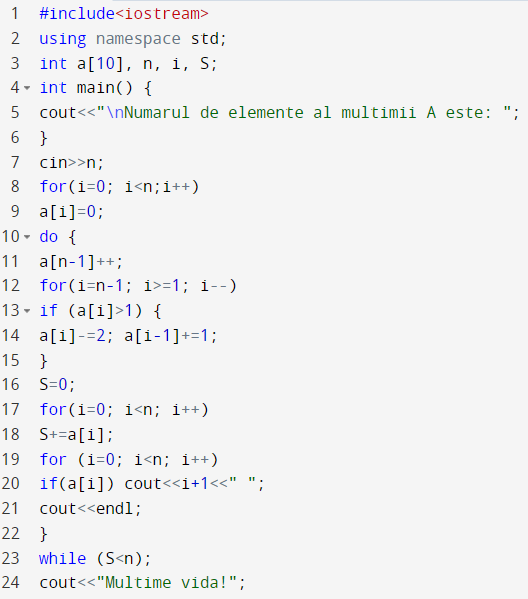 1 #include<iostream>
2 using namespace std;
3 int a[10], n, i, S;
4 int main() {
5 cout<<"\nNumarul de elemente al multimii A este: ";
6 }
7 cin>>n;
8 for(i=0; i<n;i++)
9 a[i]=0;
10 do {
11 a[n-1]++;
12 for(i=n-1; i>=1; i--)
13 if (a[i]>1) {
14 a[i]-=2; a[i-1]+=1;
15 }
16 S=0;
17 for(i=0; i<n; i++)
18 S+=a[i];
19 for (i=0; i<n; i++)
20 if(a[i]) cout<<i+1<<" ";
21 cout<<endl;
22 }
23 while (S<n);
24 cout<<"Multime vida!";